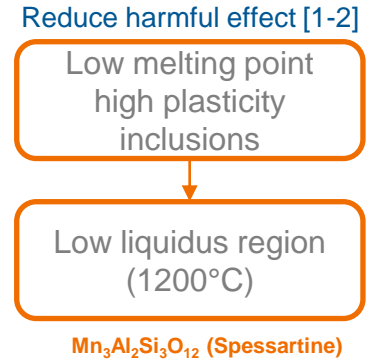 Reduce harmful effect [1-2]
Low melting point
high plasticity
inclusions
Low liquidus region
(1200°C)
Mn₃Al₂Si₃O₁₂ (Spessartine)